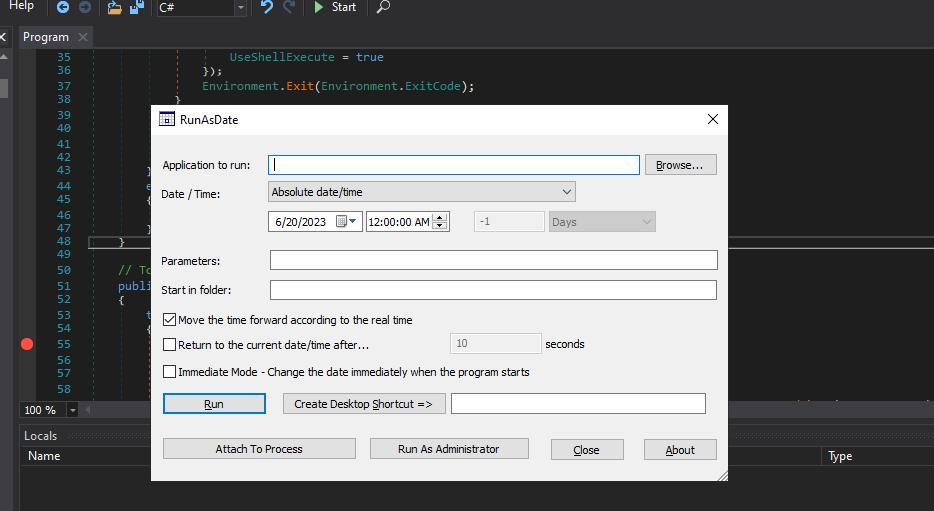 Help C# Start
Program
35 UseShellExecute = true
36 });
37 Environment.Exit(Environment.ExitCode);
38 }
39
40
41
42
43 }
44 e
45 {
46
47 }
48 }
49
50 // To
51 publi
52 {
53 t
54 {
55
56
57
58
100 %
Locals
Name Type
RunAsDate
Application to run: Browse...
Date / Time: Absolute date/time
6/20/2023 12:00:00 AM -1 Days
Parameters:
Start in folder:
Move the time forward according to the real time
Return to the current date/time after... 10 seconds
Immediate Mode - Change the date immediately when the program starts
Run Create Desktop Shortcut =>
Attach To Process Run As Administrator Close About